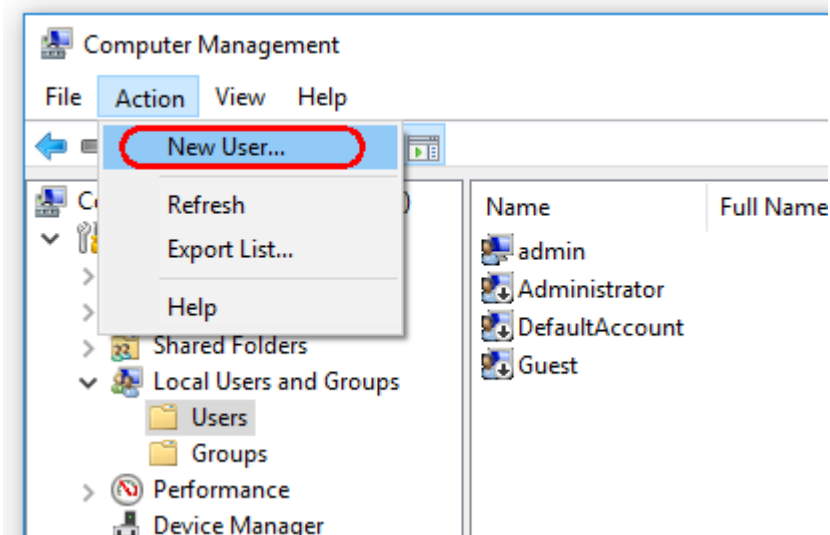 Computer Management
File Action View Help
New User...
Refresh
Export List...
Help
Name Full Name
admin
Administrator
DefaultAccount
Guest
Shared Folders
Local Users and Groups
Users
Groups
Performance
Device Manager